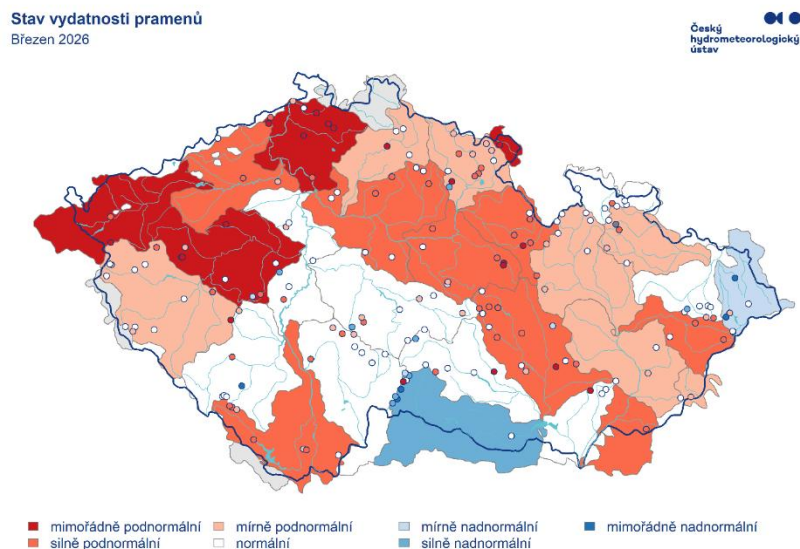 Stav vydatnosti pramenů
Březen 2026
Český
hydrometeorologický
ústav
mimořádně podnormální
mírně podnormální
mírně nadnormální
mimořádně nadnormální
silně podnormální
normální
silně nadnormální